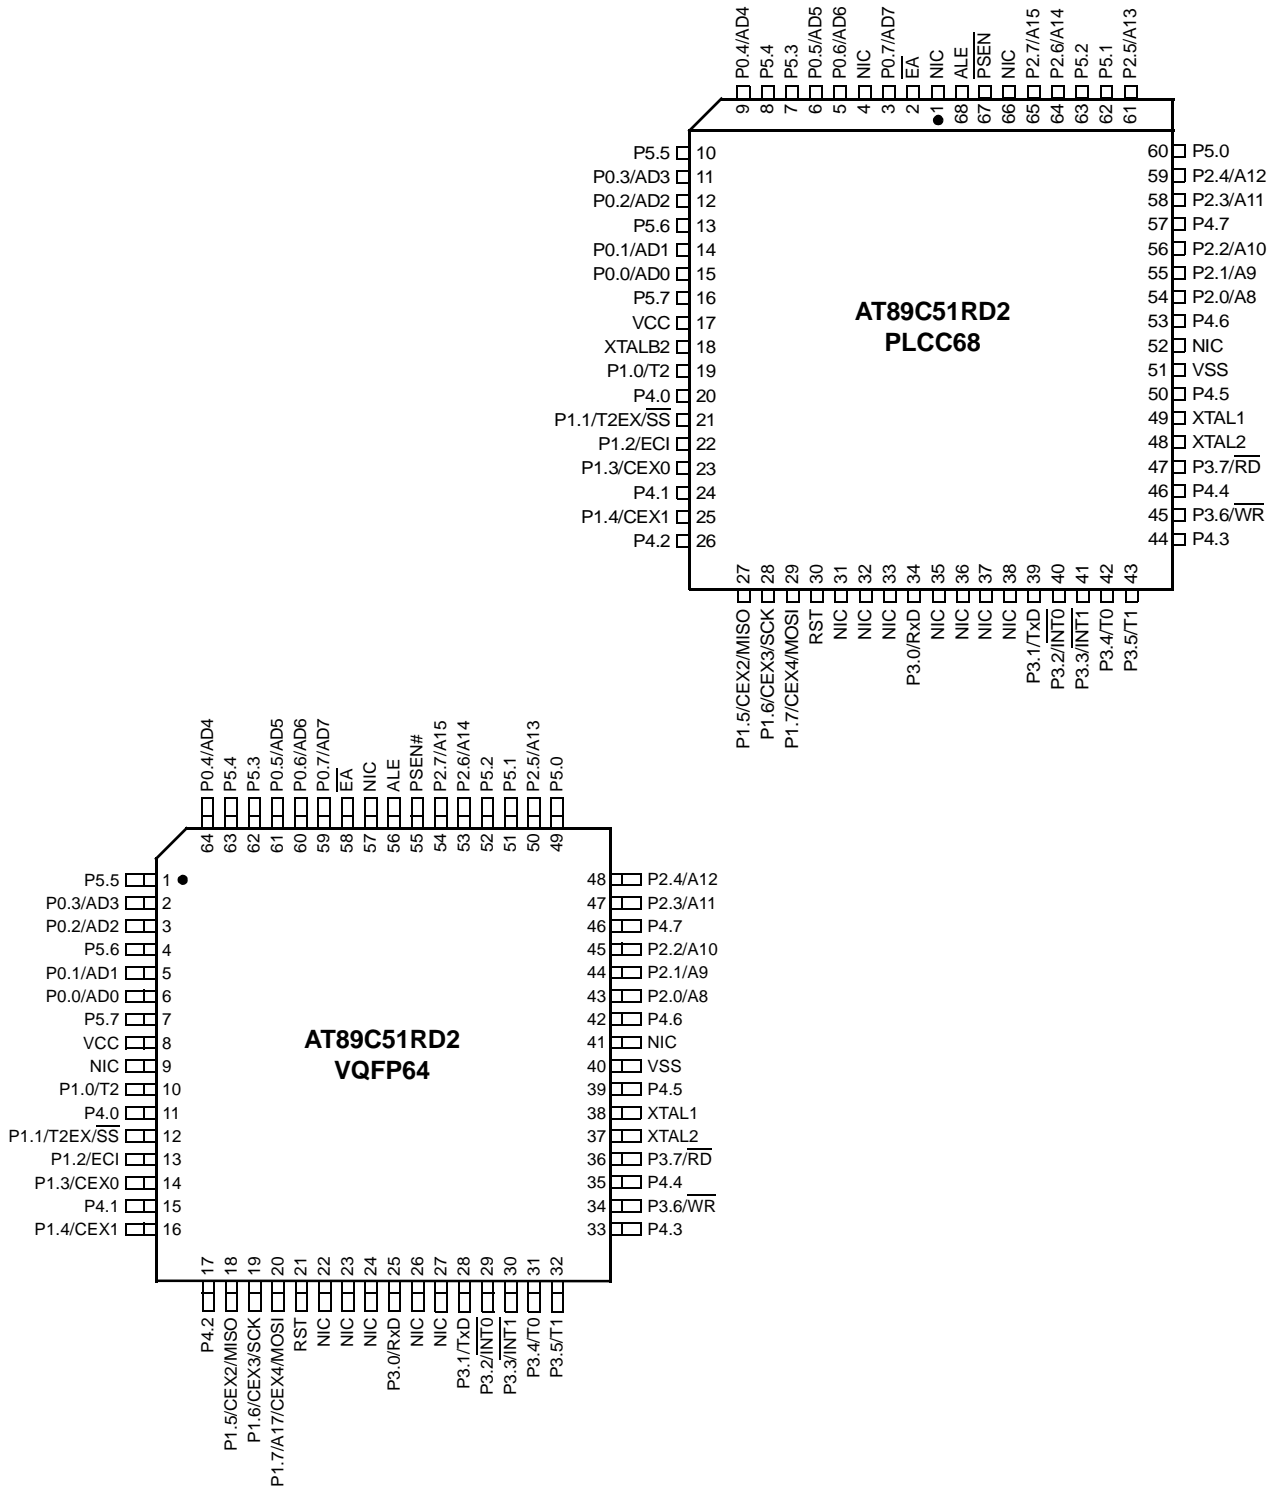 P0.4/AD4
P5.4
P5.3
P0.5/AD5
P0.6/AD6
NIC
P0.7/AD7
EA
NIC
ALE
PSEN
NIC
P2.7/A15
P2.6/A14
P5.2
P5.1
P2.5/A13
9 8 7 6 5 4 3 2 1 68 67 66 65 64 63 62 61
P5.5 10
P0.3/AD3 11
P0.2/AD2 12
P5.6 13
P0.1/AD1 14
P0.0/AD0 15
P5.7 16
VCC 17
XTALB2 18
P1.0/T2 19
P4.0 20
P1.1/T2EX/SS 21
P1.2/ECI 22
P1.3/CEX0 23
P4.1 24
P1.4/CEX1 25
P4.2 26
AT89C51RD2
PLCC68
60 P5.0
59 P2.4/A12
58 P2.3/A11
57 P4.7
56 P2.2/A10
55 P2.1/A9
54 P2.0/A8
53 P4.6
52 NIC
51 VSS
50 P4.5
49 XTAL1
48 XTAL2
47 P3.7/RD
46 P4.4
45 P3.6/WR
44 P4.3
27 28 29 30 31 32 33 34 35 36 37 38 39 40 41 42 43
P1.5/CEX2/MISO
P1.6/CEX3/SCK
P1.7/CEX4/MOSI
RST
NIC
NIC
NIC
P3.0/RxD
NIC
NIC
NIC
NIC
P3.1/TxD
P3.2/INT0
P3.3/INT1
P3.4/T0
P3.5/T1
P0.4/AD4
P5.4
P5.3
P0.5/AD5
P0.6/AD6
P0.7/AD7
EA
NIC
ALE
PSEN#
P2.7/A15
P2.6/A14
P5.2
P5.1
P2.5/A13
P5.0
64 63 62 61 60 59 58 57 56 55 54 53 52 51 50 49
P5.5 1
P0.3/AD3 2
P0.2/AD2 3
P5.6 4
P0.1/AD1 5
P0.0/AD0 6
P5.7 7
VCC 8
NIC 9
P1.0/T2 10
P4.0 11
P1.1/T2EX/SS 12
P1.2/ECI 13
P1.3/CEX0 14
P4.1 15
P1.4/CEX1 16
AT89C51RD2
VQFP64
48 P2.4/A12
47 P2.3/A11
46 P4.7
45 P2.2/A10
44 P2.1/A9
43 P2.0/A8
42 P4.6
41 NIC
40 VSS
39 P4.5
38 XTAL1
37 XTAL2
36 P3.7/RD
35 P4.4
34 P3.6/WR
33 P4.3
17 18 19 20 21 22 23 24 25 26 27 28 29 30 31 32
P4.2
P1.5/CEX2/MISO
P1.6/CEX3/SCK
P1.7/A17/CEX4/MOSI
RST
NIC
NIC
NIC
P3.0/RxD
NIC
NIC
P3.1/TxD
P3.2/INT0
P3.3/INT1
P3.4/T0
P3.5/T1